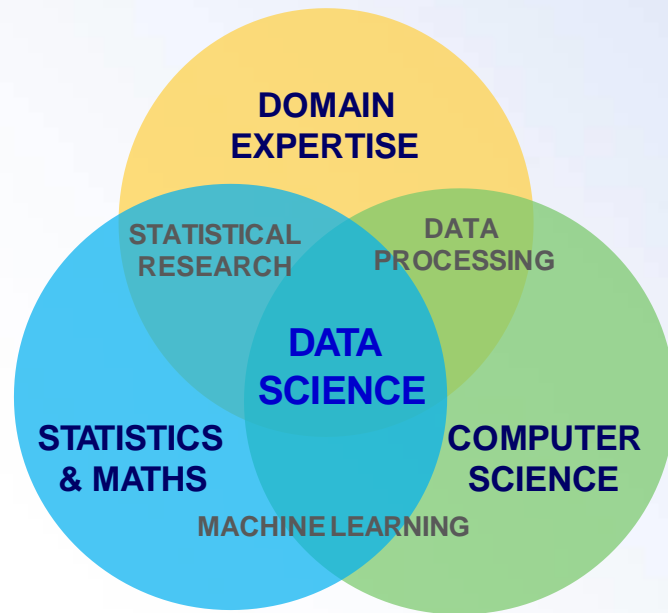 DOMAIN
EXPERTISE
STATISTICAL
RESEARCH
DATA
PROCESSING
DATA
SCIENCE
STATISTICS
& MATHS
COMPUTER
SCIENCE
MACHINE LEARNING